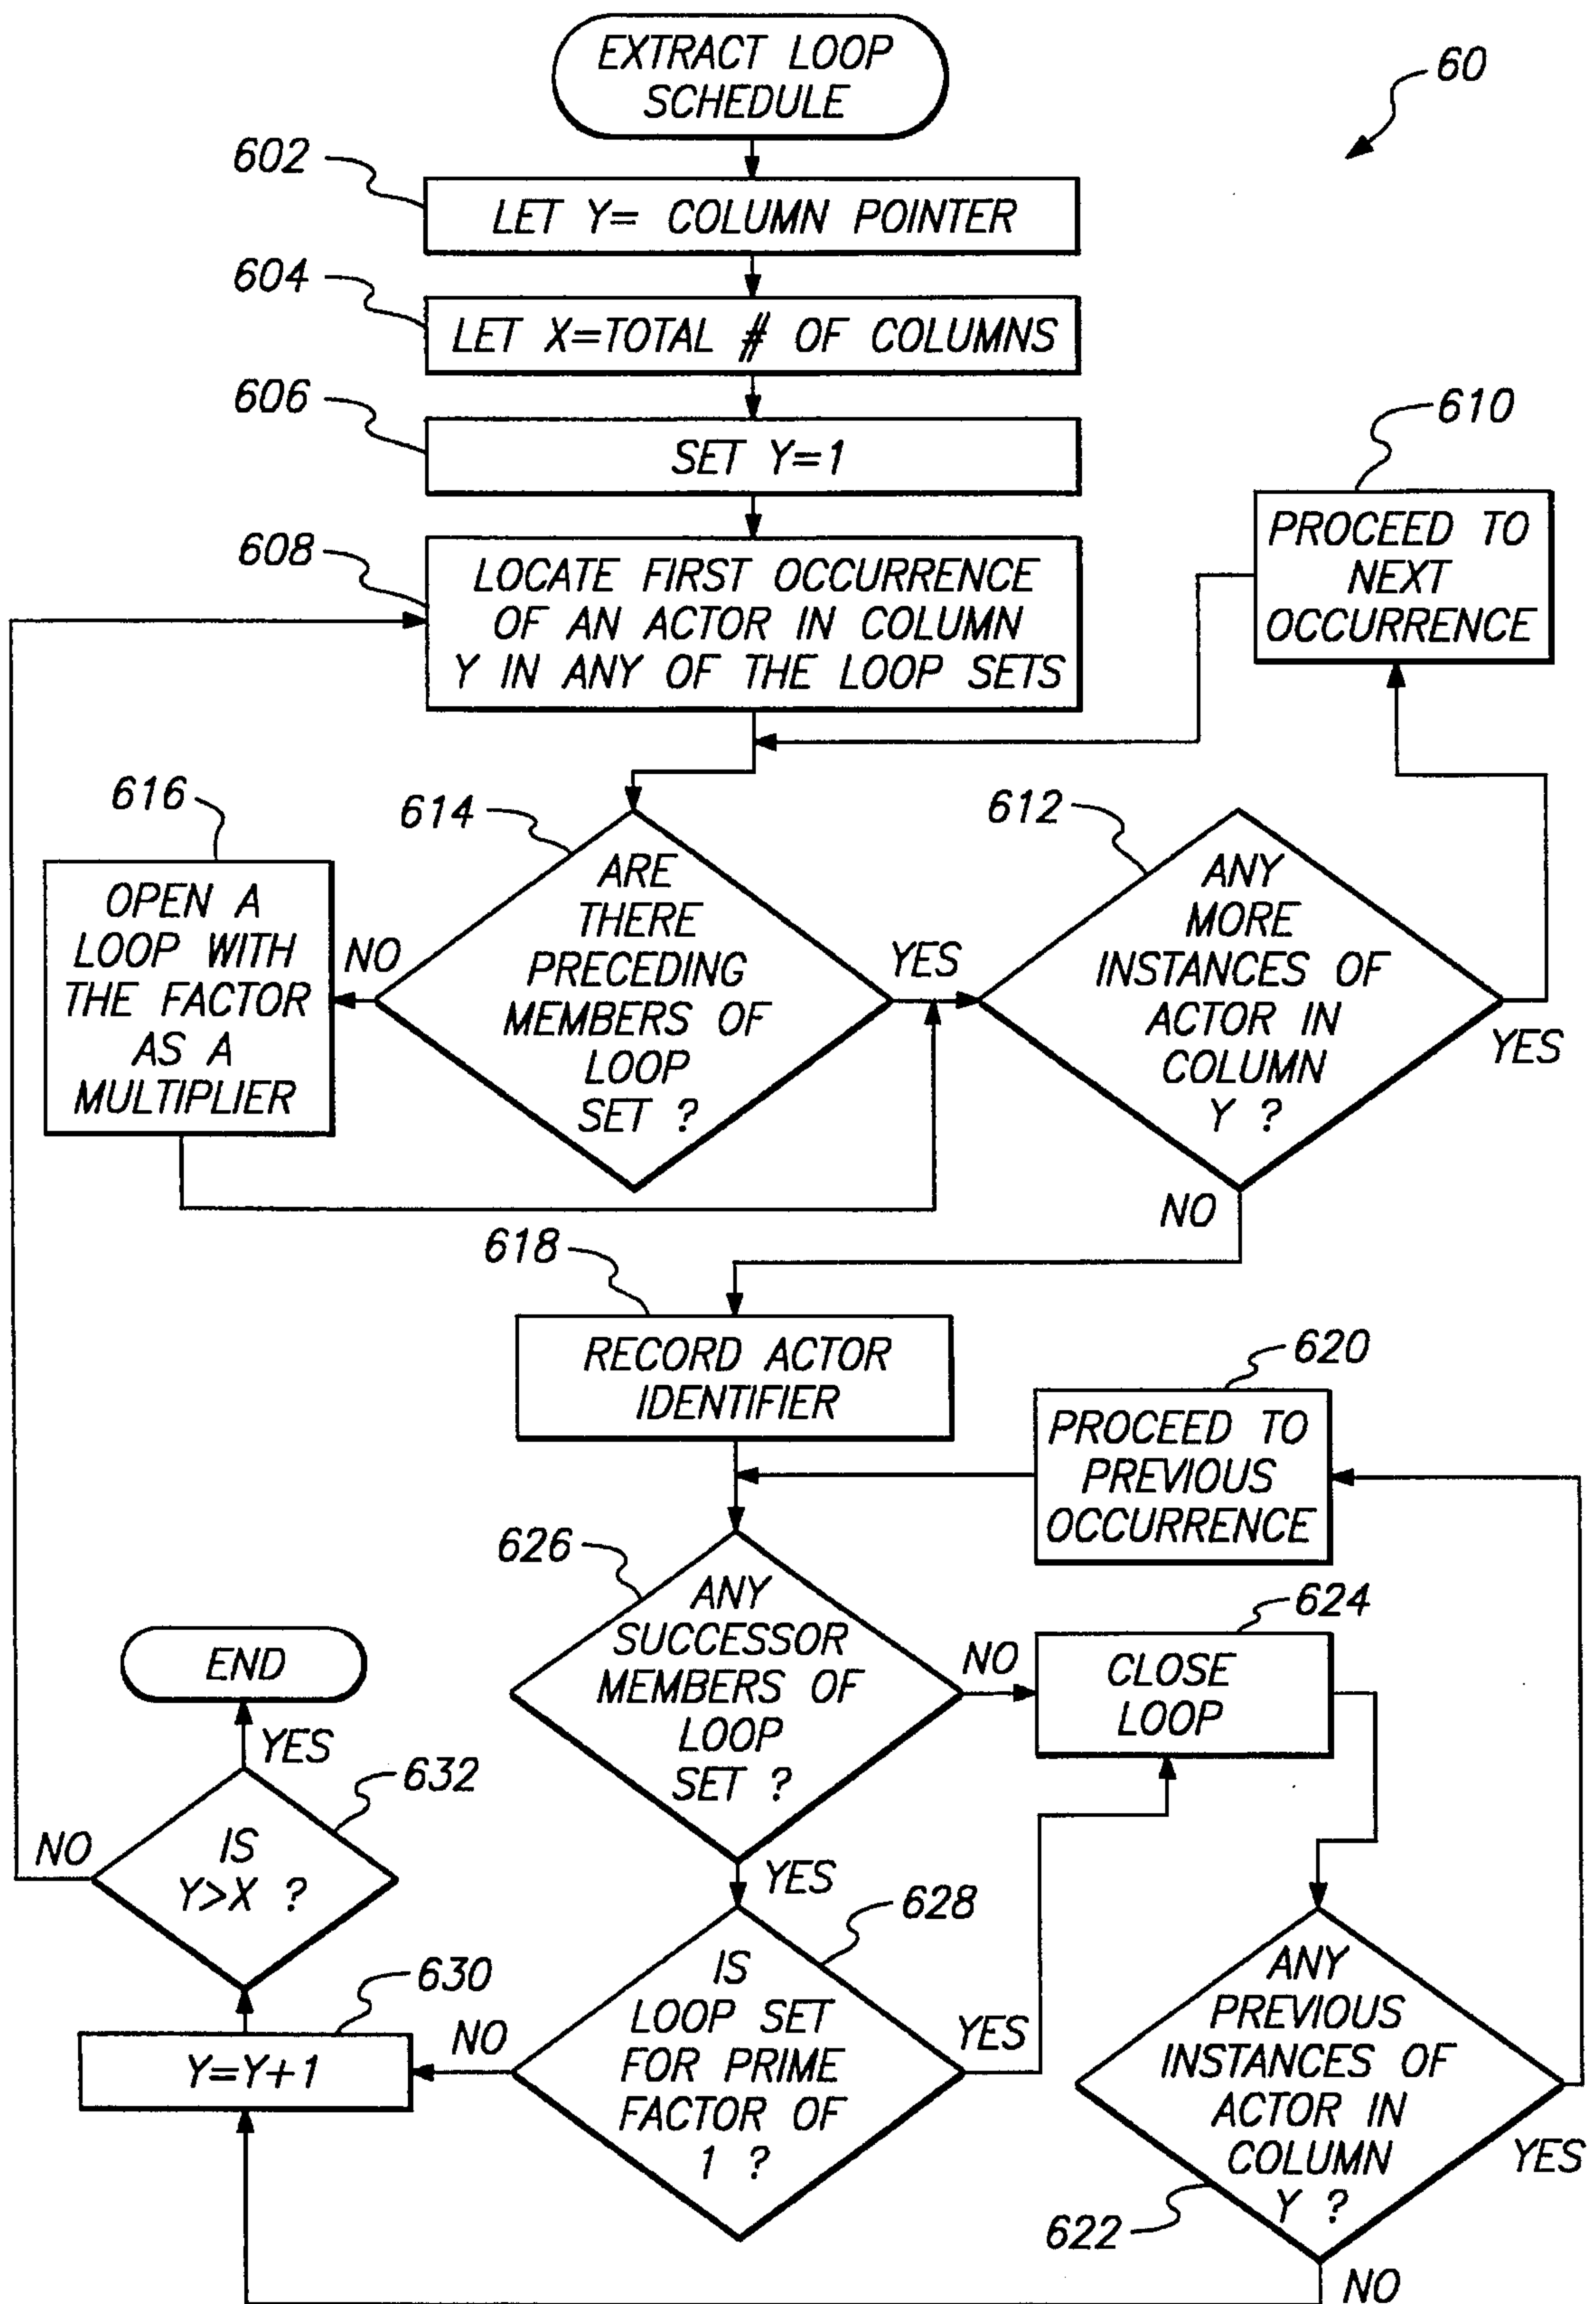 EXTRACT LOOP
SCHEDULE
60
602
LET Y= COLUMN POINTER
604
LET X=TOTAL # OF COLUMNS
606
SET Y=1
610
PROCEED TO
NEXT
OCCURRENCE
608
LOCATE FIRST OCCURRENCE
OF AN ACTOR IN COLUMN
Y IN ANY OF THE LOOP SETS
616
OPEN A
LOOP WITH
THE FACTOR
AS A
MULTIPLIER
NO
614
ARE
THERE
PRECEDING
MEMBERS OF
LOOP
SET ?
YES
612
ANY
MORE
INSTANCES OF
ACTOR IN
COLUMN
Y ?
YES
NO
618
RECORD ACTOR
IDENTIFIER
620
PROCEED TO
PREVIOUS
OCCURRENCE
626
ANY
SUCCESSOR
MEMBERS OF
LOOP
SET ?
NO
624
CLOSE
LOOP
YES
END
YES
632
IS
Y>X ?
NO
628
IS
LOOP SET
FOR PRIME
FACTOR OF
1 ?
NO
YES
630
Y=Y+1
ANY
PREVIOUS
INSTANCES OF
ACTOR IN
COLUMN
Y ?
YES
622
NO